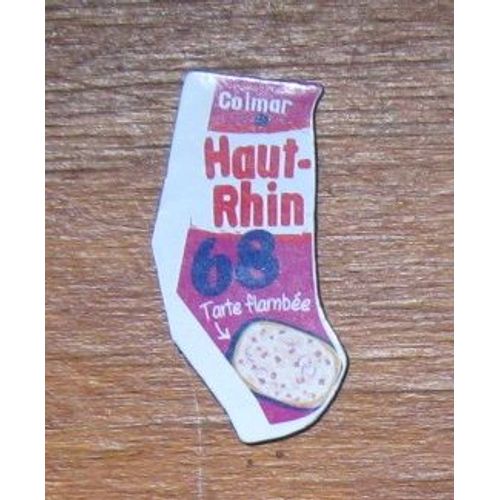 Colmar
Haut-
Rhin
68
Tarte flambée